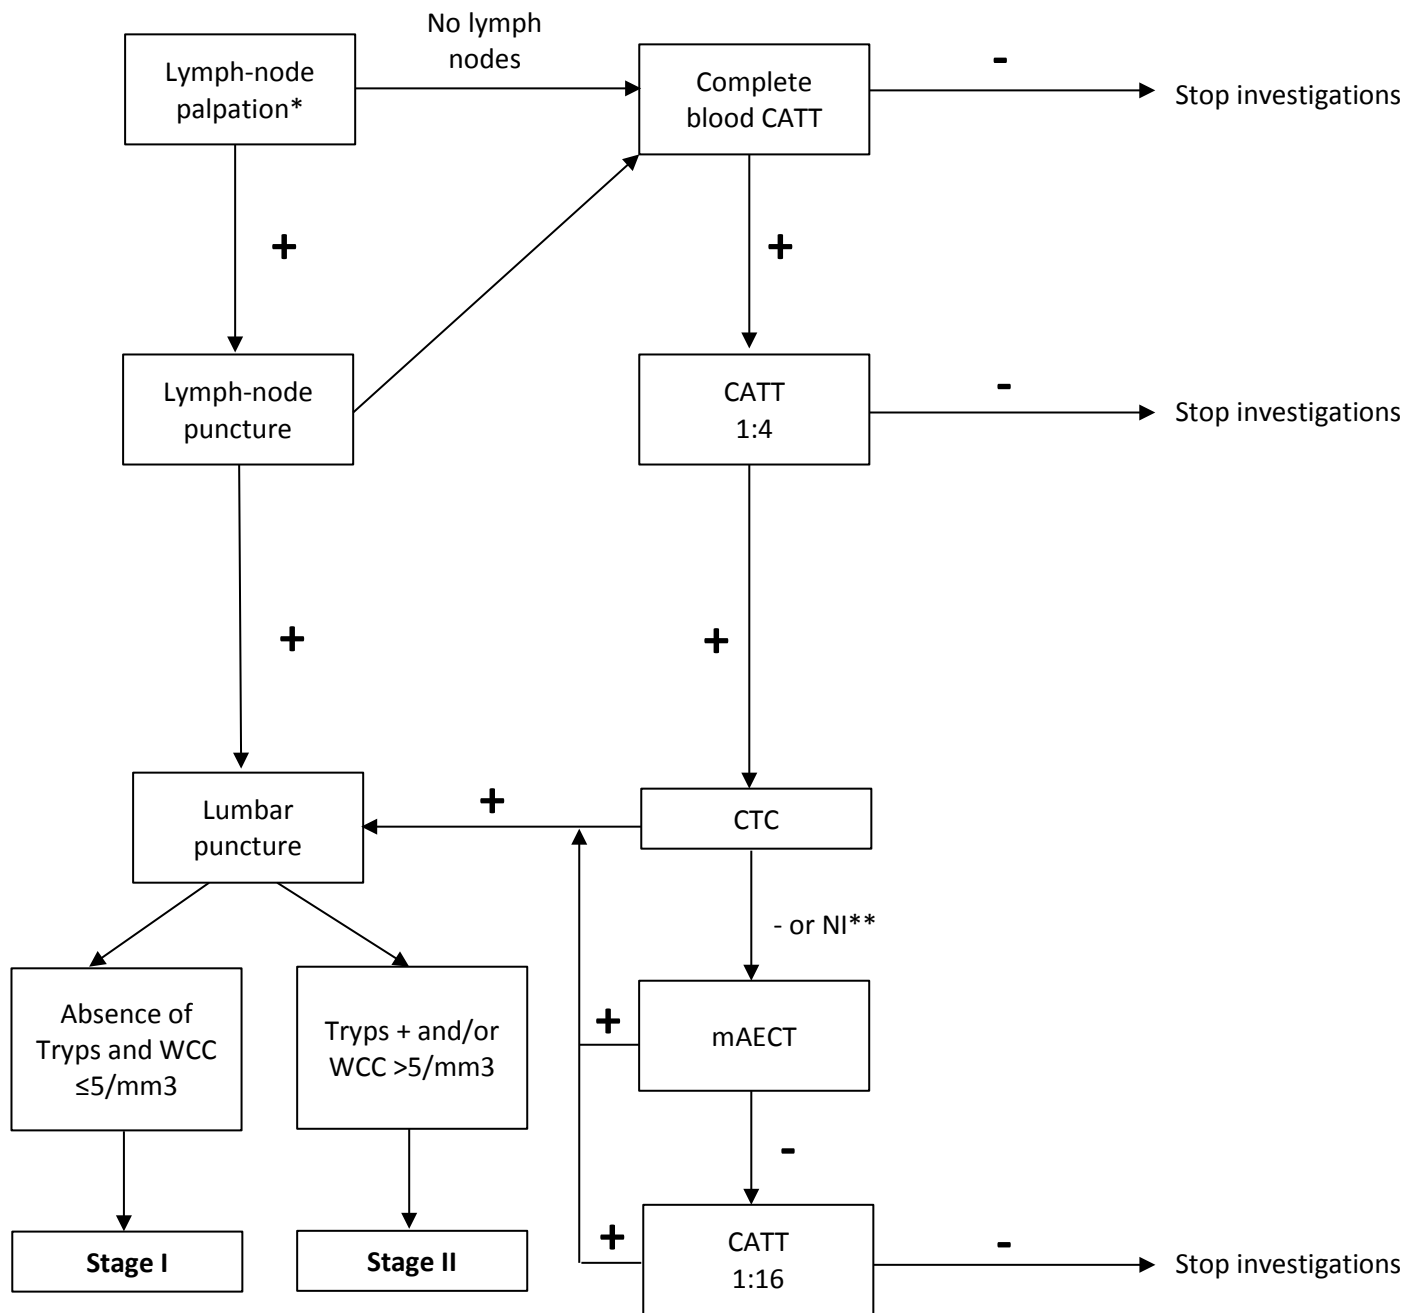 No lymph
nodes
Lymph-node
palpation*
Complete
blood CATT
-
Stop investigations
+
+
Lymph-node
puncture
CATT
1:4
-
Stop investigations
+
+
Lumbar
puncture
+
CTC
- or NI**
Absence of
Tryps and WCC
≤5/mm3
Tryps + and/or
WCC >5/mm3
+
mAECT
-
Stage I
Stage II
+
CATT
1:16
-
Stop investigations